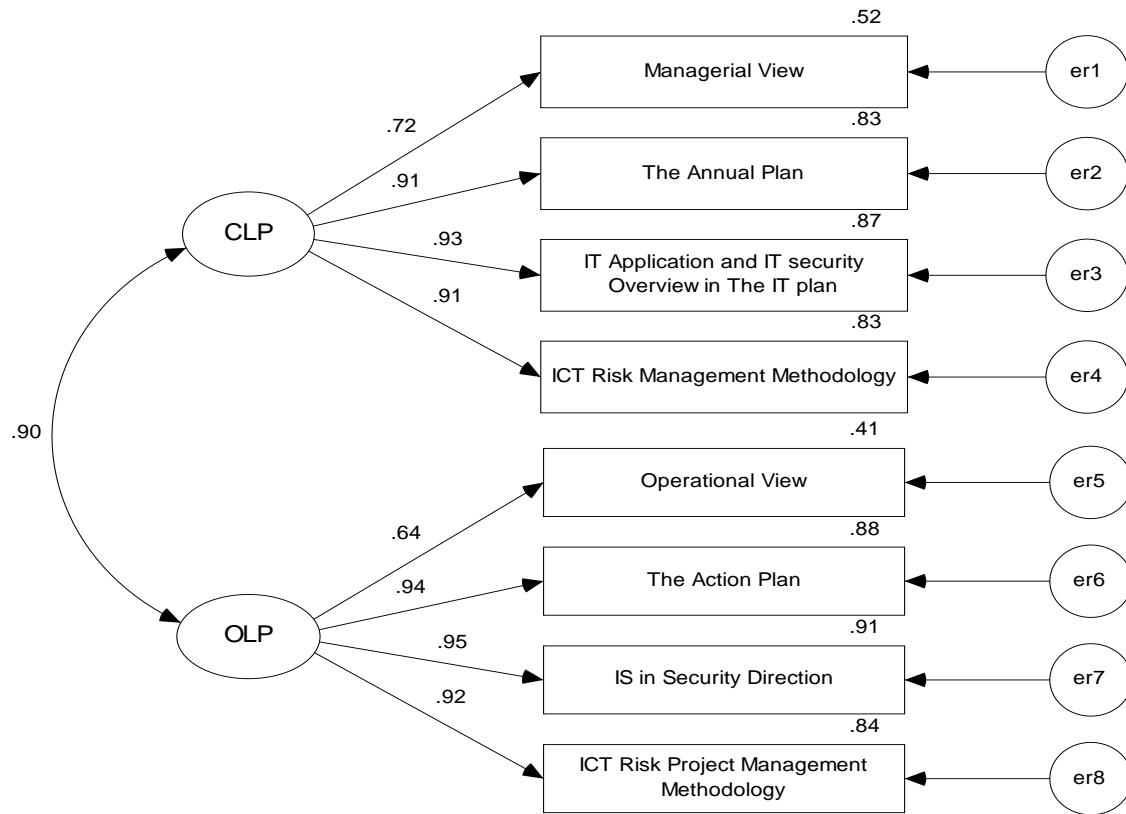 .52
Managerial View
er1
.72
.83
The Annual Plan
er2
.91
CLP
.87
.93
IT Application and IT security
Overview in The IT plan
er3
.91
.83
ICT Risk Management Methodology
er4
.90
.41
Operational View
er5
.64
.88
The Action Plan
er6
.94
OLP
.91
.95
IS in Security Direction
er7
.92
.84
ICT Risk Project Management
Methodology
er8